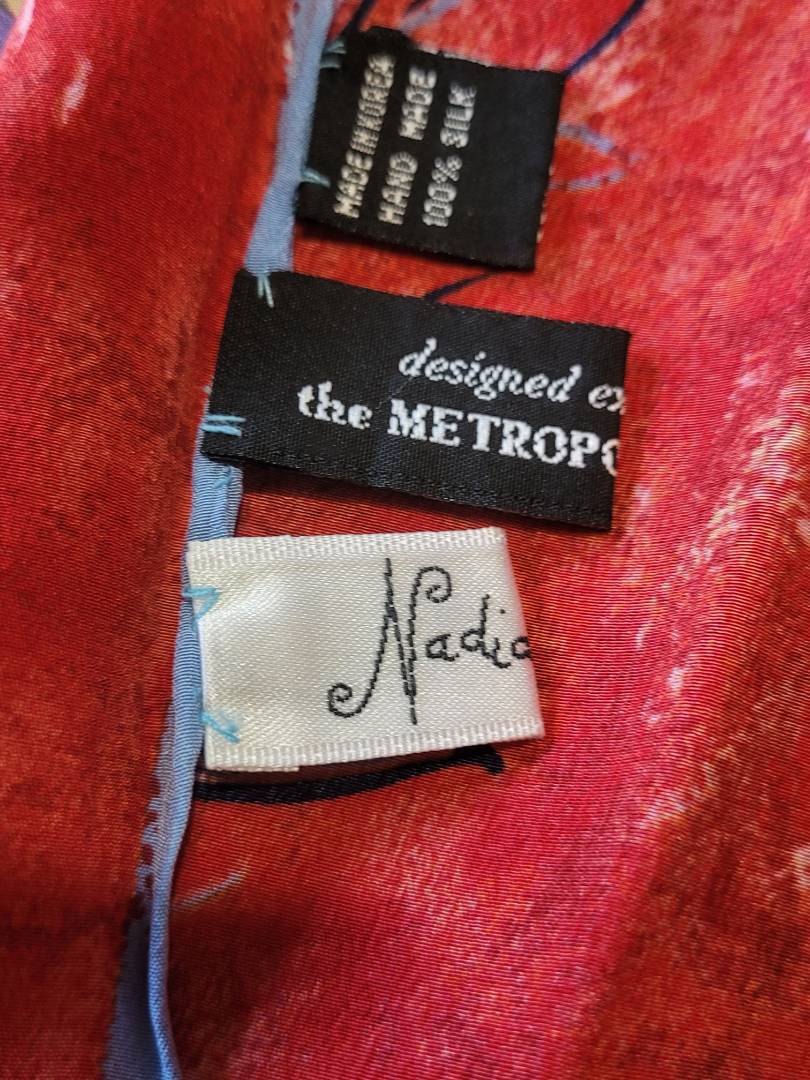 MADE IN KOREA
HAND MADE
100% SILK
designed ex
the METROPO
Nadia